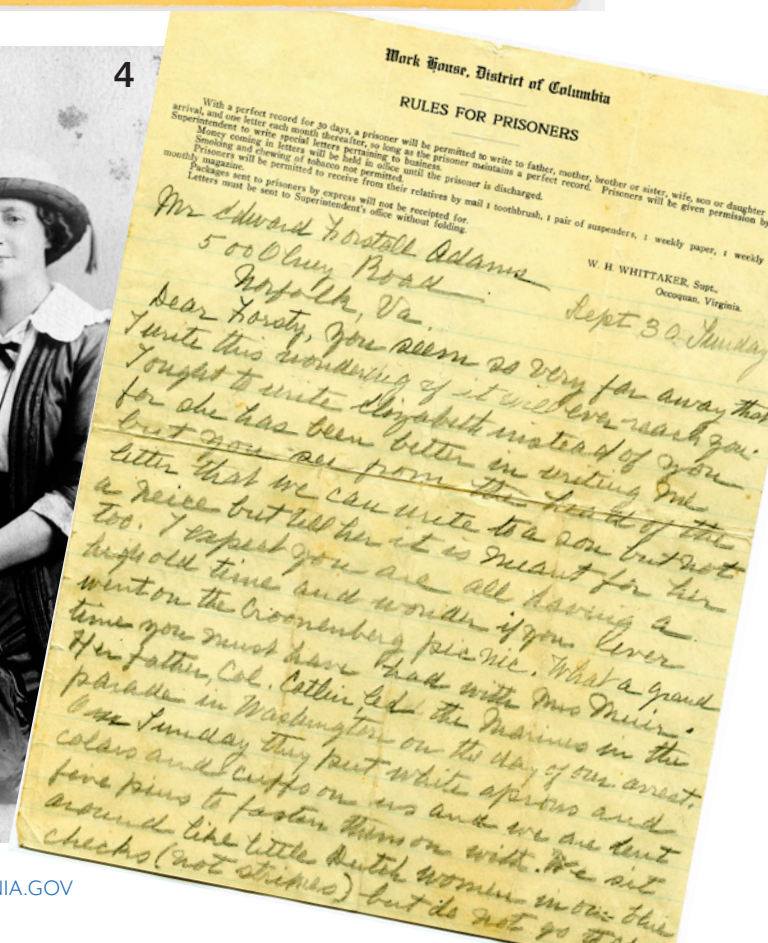 4
Work House, District of Columbia
RULES FOR PRISONERS
With a perfect record for 30 days, a prisoner will be permitted to write to father, mother, brother or sister, wife, son or daughter
arrival, and one letter each month thereafter, so long as the prisoner maintains a perfect record. Prisoners will be given permission by
Superintendent to write special letters pertaining to business.
Money coming in letters will be held in office until the prisoner is discharged.
Smoking and chewing of tobacco not permitted.
Prisoners will be permitted to receive from their relatives by mail 1 toothbrush, 1 pair of suspenders, 1 weekly paper, 1 weekly
monthly magazine.
Packages sent to prisoners by express will not be receipted for.
Letters must be sent to Superintendent's office without folding.
W. H. WHITTAKER, Supt.,
Occoquan, Virginia.
Mr Edward Forstall Adams
500 Olney Road
Norfolk, Va.
Sept 30 Sunday
Dear Forsty, you seem so very far away that
I write this wondering if it will ever reach you.
I ought to write Elizabeth instead of you
for she has been better in writing me
but you see from the head of the
letter that we can write to a son but not
a neice but tell her it is meant for her
too. I expect you are all having a
high old time and wonder if you ever
went on the Croonenberg pic nic. What a grand
time you must have had with Mrs Muir.
Her father, Col. Catlin, led the Marines in the
parade in Washington on the day of our arrest.
On Sunday they put white aprons and
colars and cuffs on us and we are lent
five pins to fasten them on with. We sit
around like little Dutch women in our blue
checks (not stripes) but do not go to
NIA.GOV